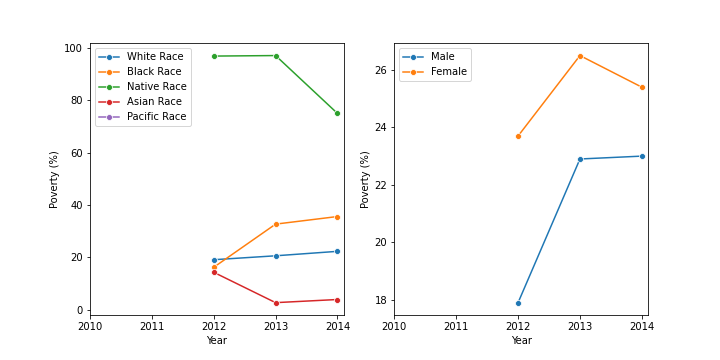 100
80
60
40
20
0
Poverty (%)
2010 2011 2012 2013 2014
Year
White Race
Black Race
Native Race
Asian Race
Pacific Race
26
24
22
20
18
Poverty (%)
2010 2011 2012 2013 2014
Year
Male
Female